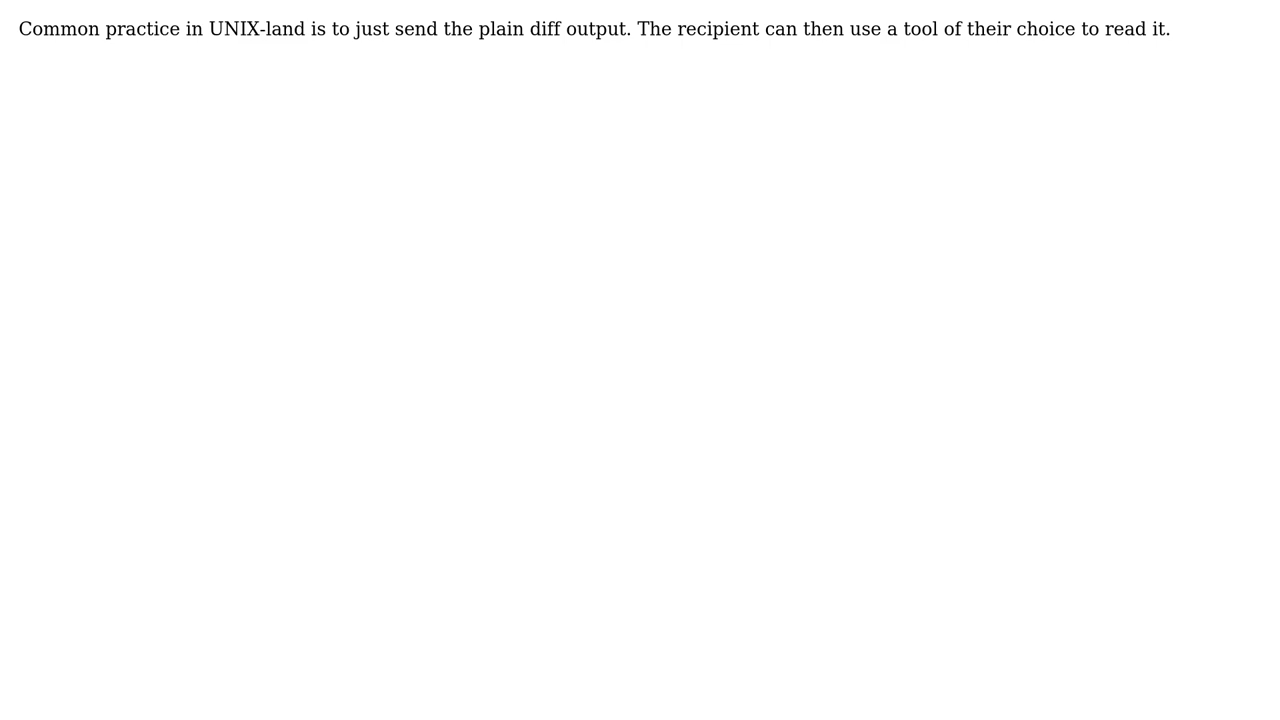 Common practice in UNIX-land is to just send the plain diff output. The recipient can then use a tool of their choice to read it.